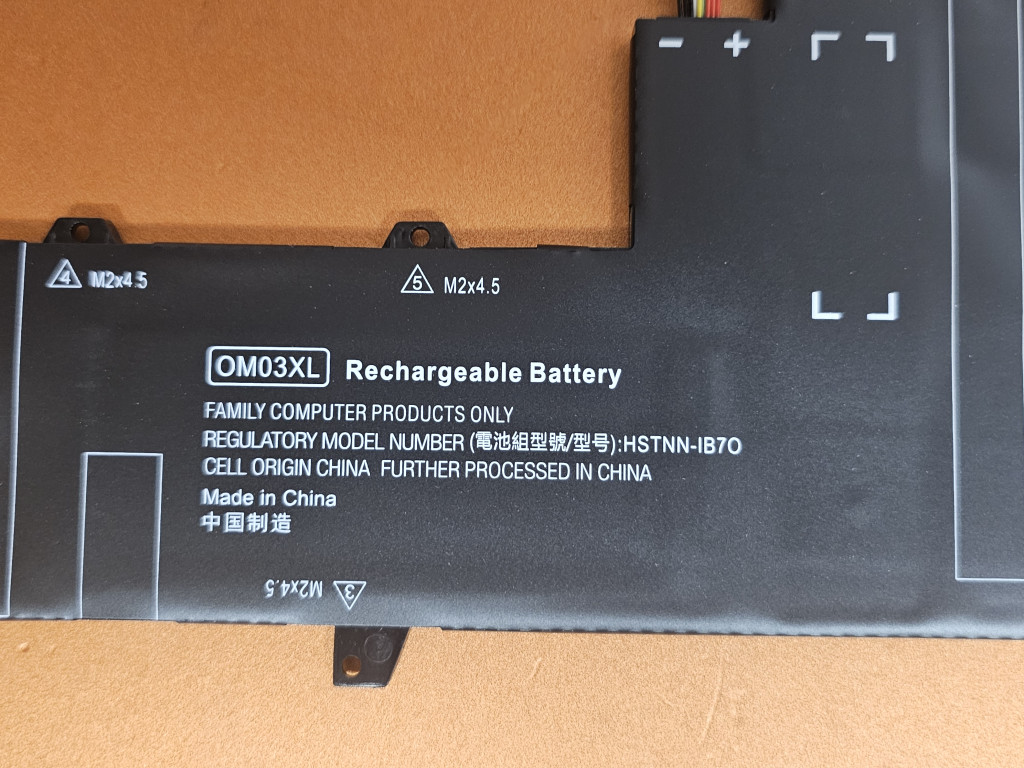 - +
4 M2x4.5
5 M2x4.5
OM03XL Rechargeable Battery
FAMILY COMPUTER PRODUCTS ONLY
REGULATORY MODEL NUMBER (電池組型號/型号):HSTNN-IB7O
CELL ORIGIN CHINA FURTHER PROCESSED IN CHINA
Made in China
中国制造
3 M2x4.5